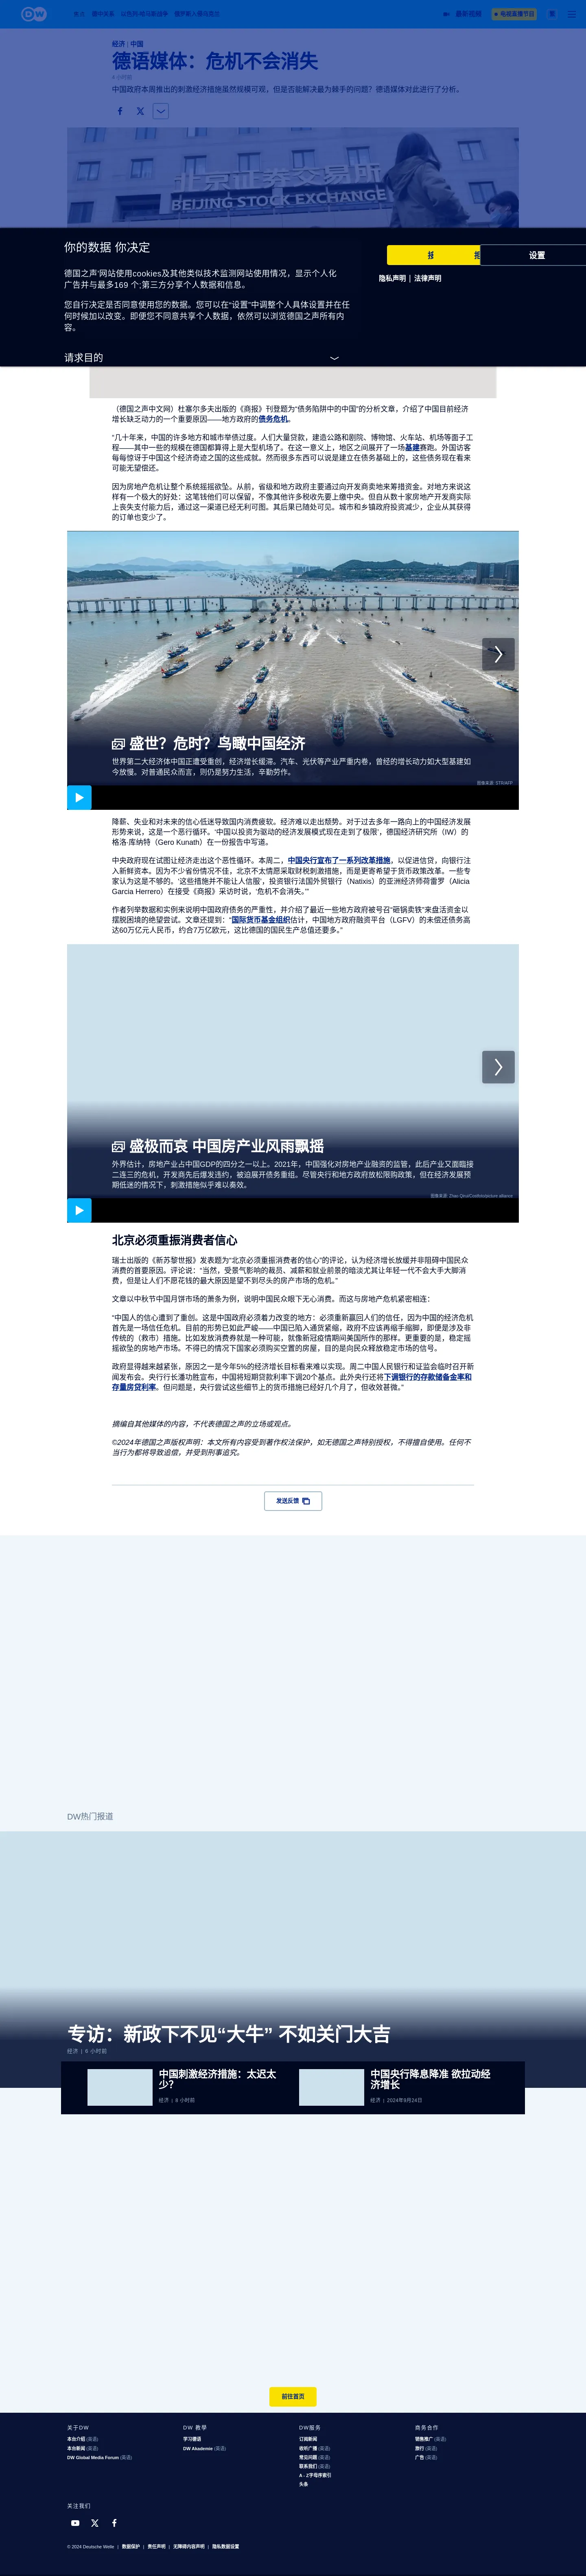 DW
最新视频
电视直播节目
经济 | 中国
德语媒体：危机不会消失
中国政府本周推出的刺激经济措施虽然规模可观，但是否能解决最为棘手的问题？德语媒体对此进行了分析。
北京证券交易所
BEIJING STOCK EXCHANGE
你的数据 你决定
德国之声'网站使用cookies及其他类似技术监测网站使用情况，显示个人化
广告并与最多169 个;第三方分享个人数据和信息。
您自行决定是否同意使用您的数据。您可以在“设置”中调整个人具体设置并在任
何时候加以改变。即便您不同意共享个人数据，依然可以浏览德国之声所有内
容。
设置
隐私声明 | 法律声明
请求目的
（德国之声中文网）杜塞尔多夫出版的《商报》刊登题为“债务陷阱中的中国”的分析文章，介绍了中国目前经济
增长缺乏动力的一个重要原因——地方政府的债务危机。
“几十年来，中国的许多地方和城市举债过度。人们大量贷款，建造公路和剧院、博物馆、火车站、机场等面子工
程——其中一些的规模在德国都算得上是大型机场了。在这一意义上，地区之间展开了一场基建赛跑。外国访客
每每惊讶于中国这个经济奇迹之国的这些成就。然而很多东西可以说是建立在债务基础上的，这些债务现在看来
可能无望偿还。
因为房地产危机让整个系统摇摇欲坠。从前，省级和地方政府主要通过向开发商卖地来筹措资金。对地方来说这
样有一个极大的好处：这笔钱他们可以保留，不像其他许多税收先要上缴中央。但自从数十家房地产开发商实际
上丧失支付能力后，通过这一渠道已经无利可图。其后果已随处可见。城市和乡镇政府投资减少，企业从其获得
的订单也变少了。
盛世？危时？鸟瞰中国经济
世界第二大经济体中国正遭受重创，经济增长缓滞。汽车、光伏等产业严重内卷，曾经的增长动力如大型基建如
今放慢。对普通民众而言，则仍是努力生活，辛勤劳作。
图像来源: STR/AFP
降薪、失业和对未来的信心低迷导致国内消费疲软。经济难以走出颓势。对于过去多年一路向上的中国经济发展
形势来说，这是一个恶行循环。‘中国以投资为驱动的经济发展模式现在走到了极限’，德国经济研究所（IW）的
格洛·库纳特（Gero Kunath）在一份报告中写道。
中央政府现在试图让经济走出这个恶性循环。本周二，中国央行宣布了一系列改革措施，以促进信贷，向银行注
入新鲜资本。因为不少省份情况不佳，北京不太情愿采取财税刺激措施，而是更寄希望于货币政策改革。一些专
家认为这是不够的。‘这些措施并不能让人信服’，投资银行法国外贸银行（Natixis）的亚洲经济师荷雷罗（Alicia
Garcia Herrero）在接受《商报》采访时说，‘危机不会消失。’”
作者列举数据和实例来说明中国政府债务的严重性，并介绍了最近一些地方政府被号召“砸锅卖铁”来盘活资金以
摆脱困境的绝望尝试。文章还提到：“国际货币基金组织估计，中国地方政府融资平台（LGFV）的未偿还债务高
达60万亿元人民币，约合7万亿欧元，这比德国的国民生产总值还要多。”
盛极而哀 中国房产业风雨飘摇
外界估计，房地产业占中国GDP的四分之一以上。2021年，中国强化对房地产业融资的监管，此后产业又面临接
二连三的危机，开发商先后爆发违约，被迫展开债务重组。尽管央行和地方政府放松限购政策，但在经济发展预
期低迷的情况下，刺激措施似乎难以奏效。
图像来源: Zhao Qirui/Costfoto/picture alliance
北京必须重振消费者信心
瑞士出版的《新苏黎世报》发表题为“北京必须重振消费者的信心”的评论，认为经济增长放缓并非阻碍中国民众
消费的首要原因。评论说：“当然，受景气影响的裁员、减薪和就业前景的暗淡尤其让年轻一代不会大手大脚消
费，但是让人们不愿花钱的最大原因是望不到尽头的房产市场的危机。”
文章以中秋节中国月饼市场的萧条为例，说明中国民众眼下无心消费。而这与房地产危机紧密相连：
“中国人的信心遭到了重创。这是中国政府必须着力改变的地方：必须重新赢回人们的信任，因为中国的经济危机
首先是一场信任危机。目前的形势已如此严峻——中国已陷入通货紧缩，政府不应该再缩手缩脚，即便是涉及非
传统的（救市）措施。比如发放消费券就是一种可能，就像新冠疫情期间美国所作的那样。更重要的是，稳定摇
摇欲坠的房地产市场。不得已的情况下国家必须购买空置的房屋，目的是向民众释放稳定市场的信号。
政府显得越来越紧张，原因之一是今年5%的经济增长目标看来难以实现。周二中国人民银行和证监会临时召开新
闻发布会。央行行长潘功胜宣布，中国将短期贷款利率下调20个基点。此外央行还将下调银行的存款储备金率和
存量房贷利率。但问题是，央行尝试这些细节上的货币措施已经好几个月了，但收效甚微。”
摘编自其他媒体的内容，不代表德国之声的立场或观点。
©2024年德国之声版权声明：本文所有内容受到著作权法保护，如无德国之声特别授权，不得擅自使用。任何不
当行为都将导致追偿，并受到刑事追究。
发送反馈
DW热门报道
专访：新政下不见“大牛” 不如关门大吉
经济 | 6 小时前
中国刺激经济措施：太迟太
少？
经济 | 8 小时前
中国央行降息降准 欲拉动经
济增长
经济 | 2024年9月24日
前往首页
关于DW
本台介绍 (英语)
本台新闻 (英语)
DW Global Media Forum (英语)
DW 教學
学习德语
DW Akademie (英语)
DW服务
订阅新闻
收听广播 (英语)
常见问题 (英语)
联系我们 (英语)
A - Z字母序索引
头条
商务合作
销售推广 (英语)
旅行 (英语)
广告 (英语)
关注我们
© 2024 Deutsche Welle | 数据保护 | 责任声明 | 无障碍内容声明 | 隐私数据设置